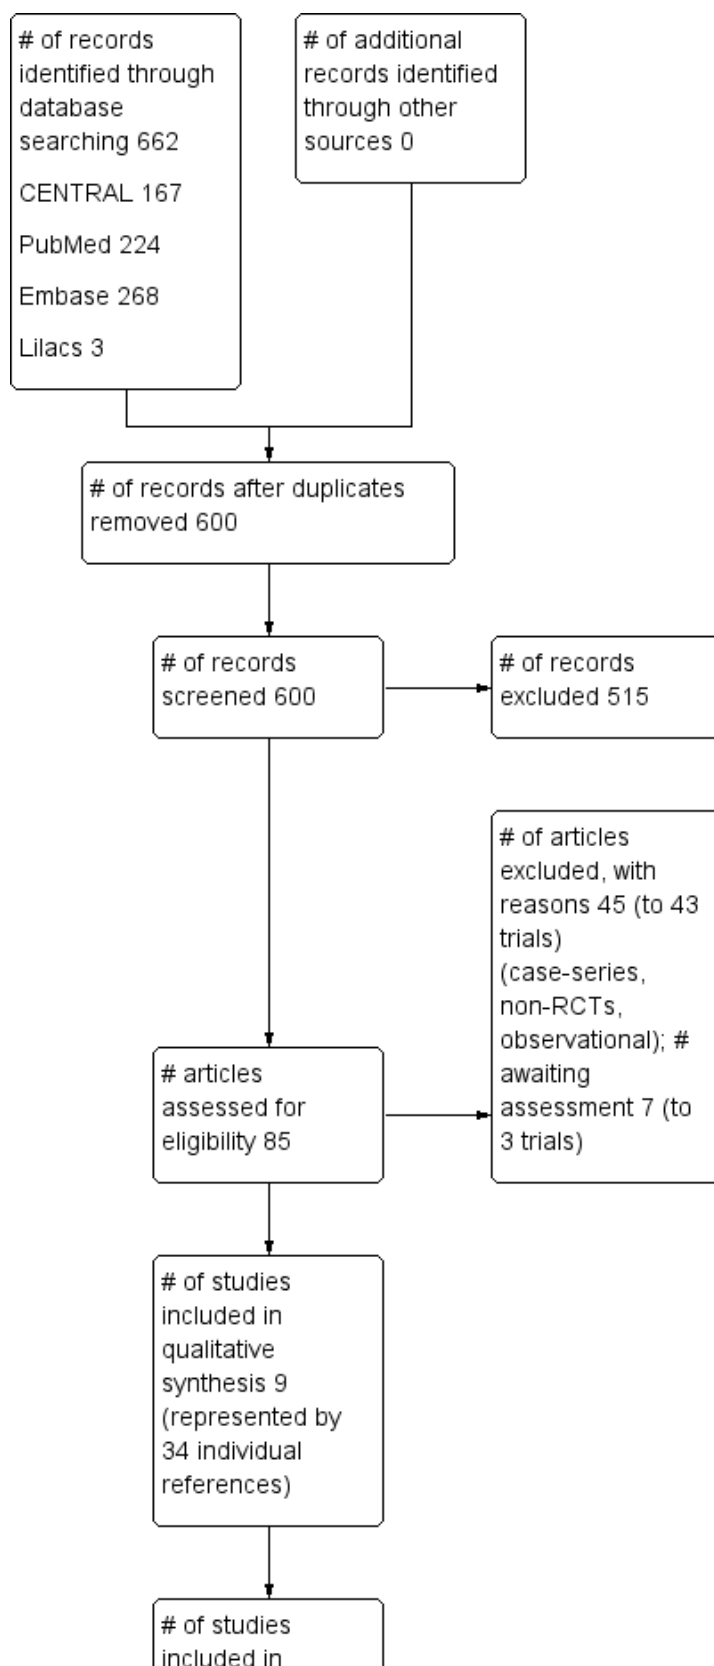 # of records
identified through
database
searching 662
CENTRAL 167
PubMed 224
Embase 268
Lilacs 3
# of additional
records identified
through other
sources 0
# of records after duplicates
removed 600
# of records
screened 600
# of records
excluded 515
# of articles
excluded, with
reasons 45 (to 43
trials)
(case-series,
non-RCTs,
observational); #
awaiting
assessment 7 (to
3 trials)
# articles
assessed for
eligibility 85
# of studies
included in
qualitative
synthesis 9
(represented by
34 individual
references)
# of studies
included in